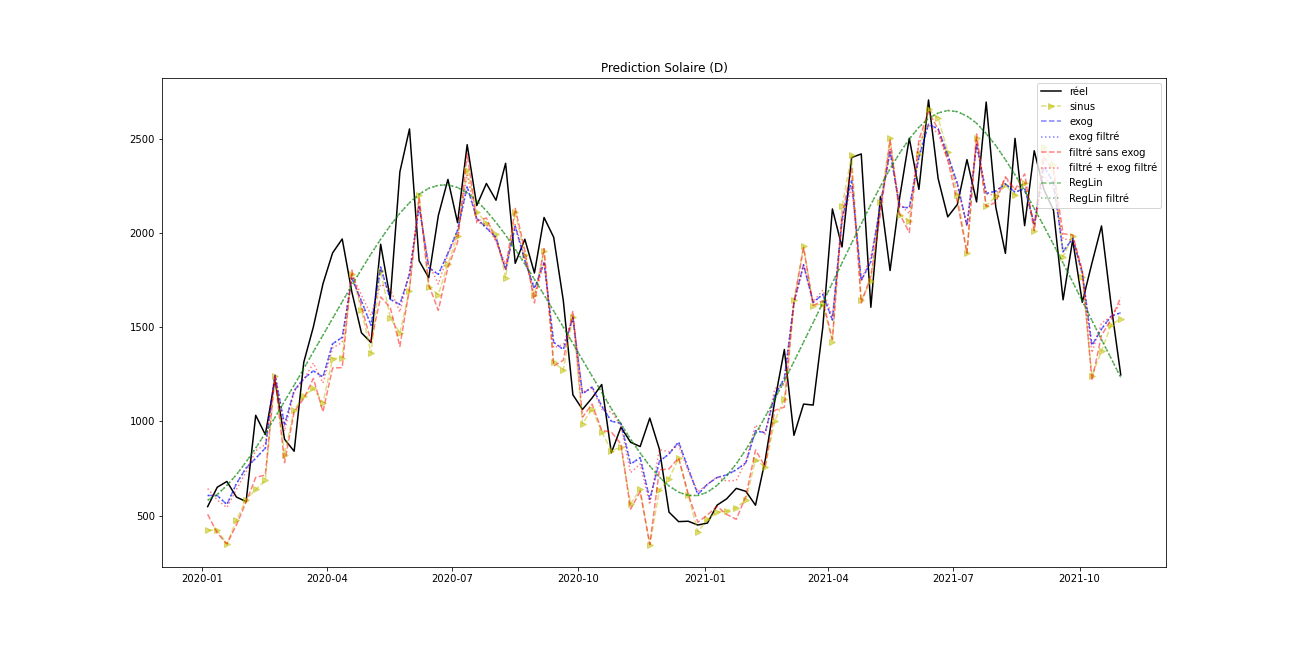 Prediction Solaire (D)
réel
sinus
exog
exog filtré
filtré sans exog
filtré + exog filtré
RegLin
RegLin filtré
2500
2000
1500
1000
500
2020-01 2020-04 2020-07 2020-10 2021-01 2021-04 2021-07 2021-10